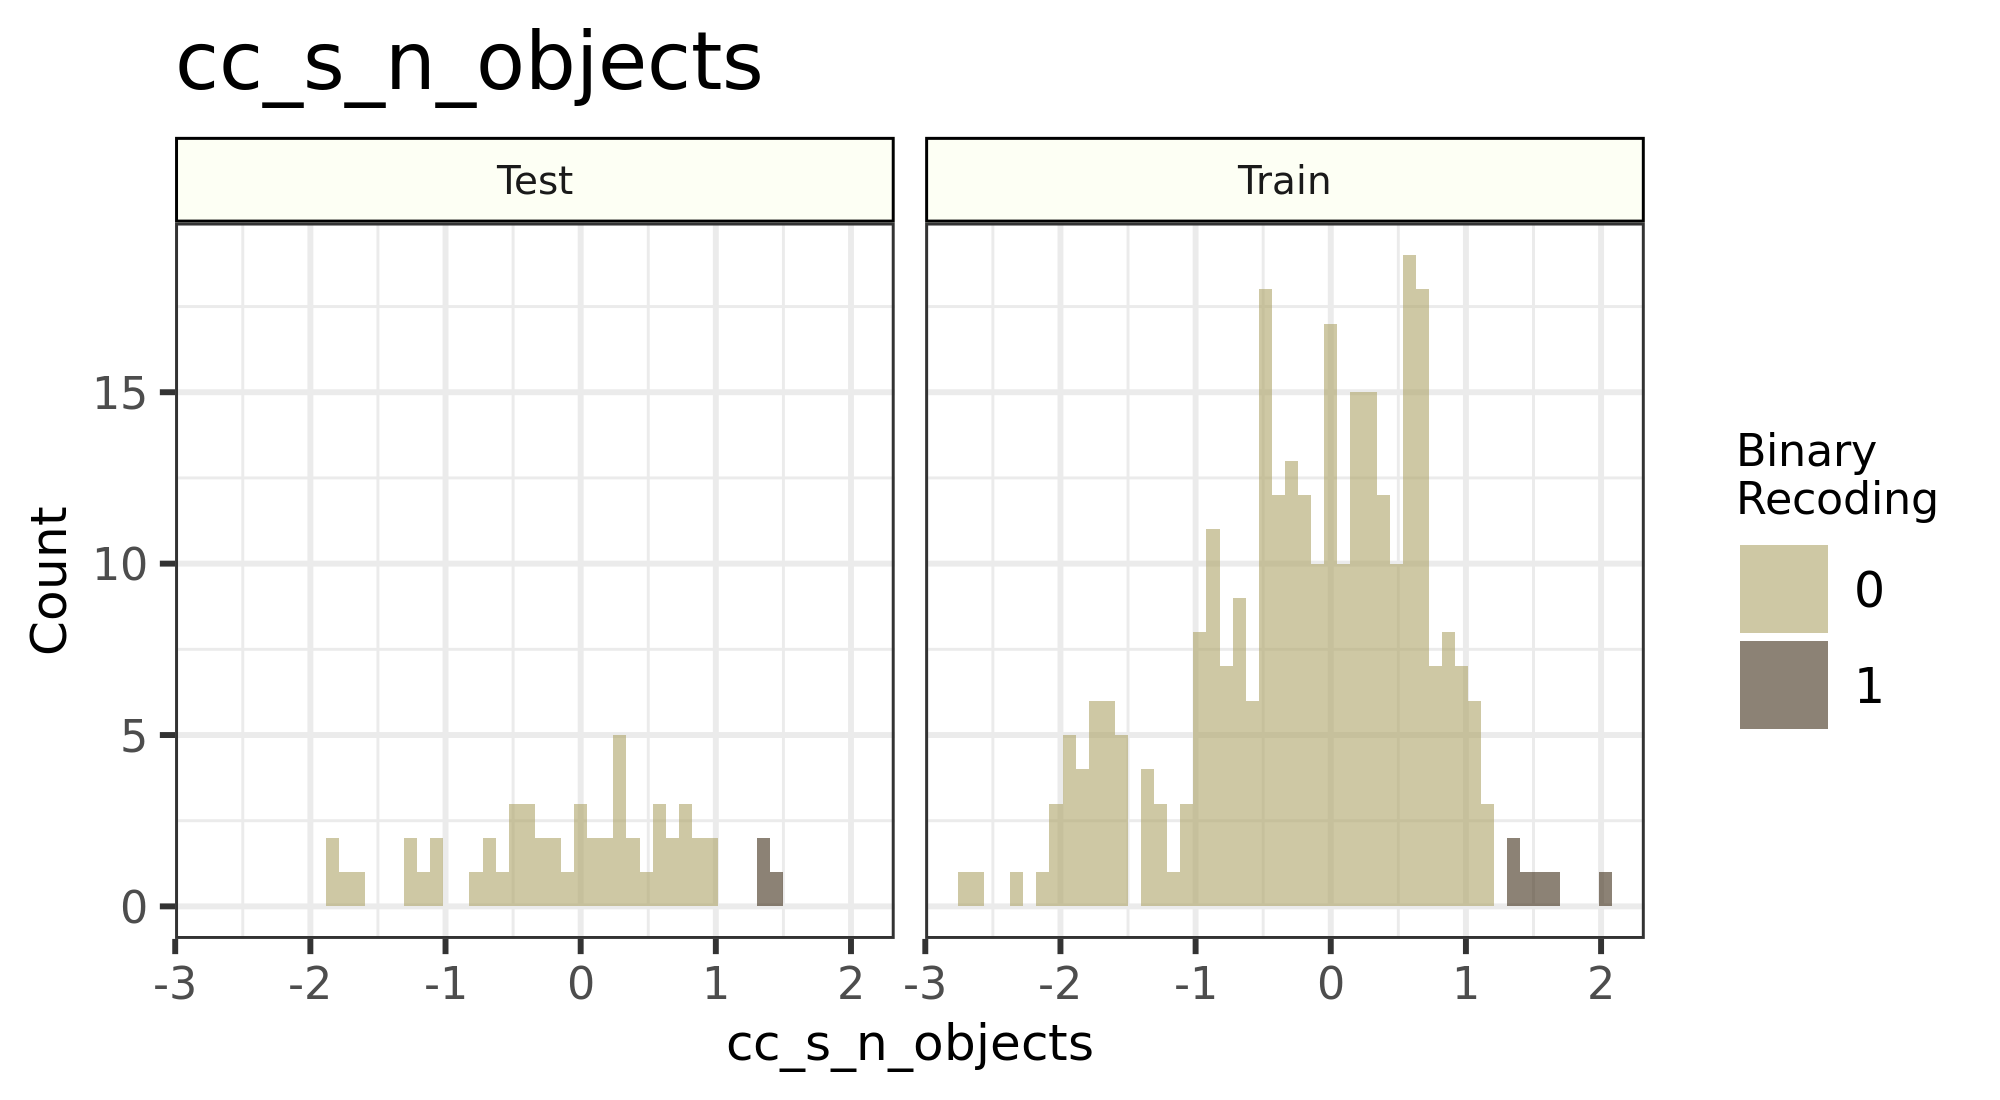 cc_s_n_objects
Test
Train
15
10
5
0
Count
-3 -2 -1 0 1 2
-3 -2 -1 0 1 2
cc_s_n_objects
Binary
Recoding
0
1